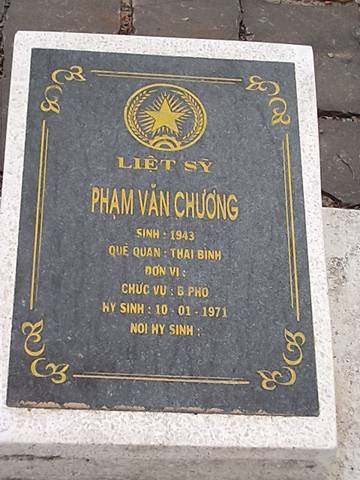 LIỆT SỸ
PHẠM VĂN CHƯƠNG
SINH : 1943
QUÊ QUÁN : THÁI BÌNH
ĐƠN VỊ :
CHỨC VỤ : B PHÓ
HY SINH : 10 - 01 - 1971
NƠI HY SINH :